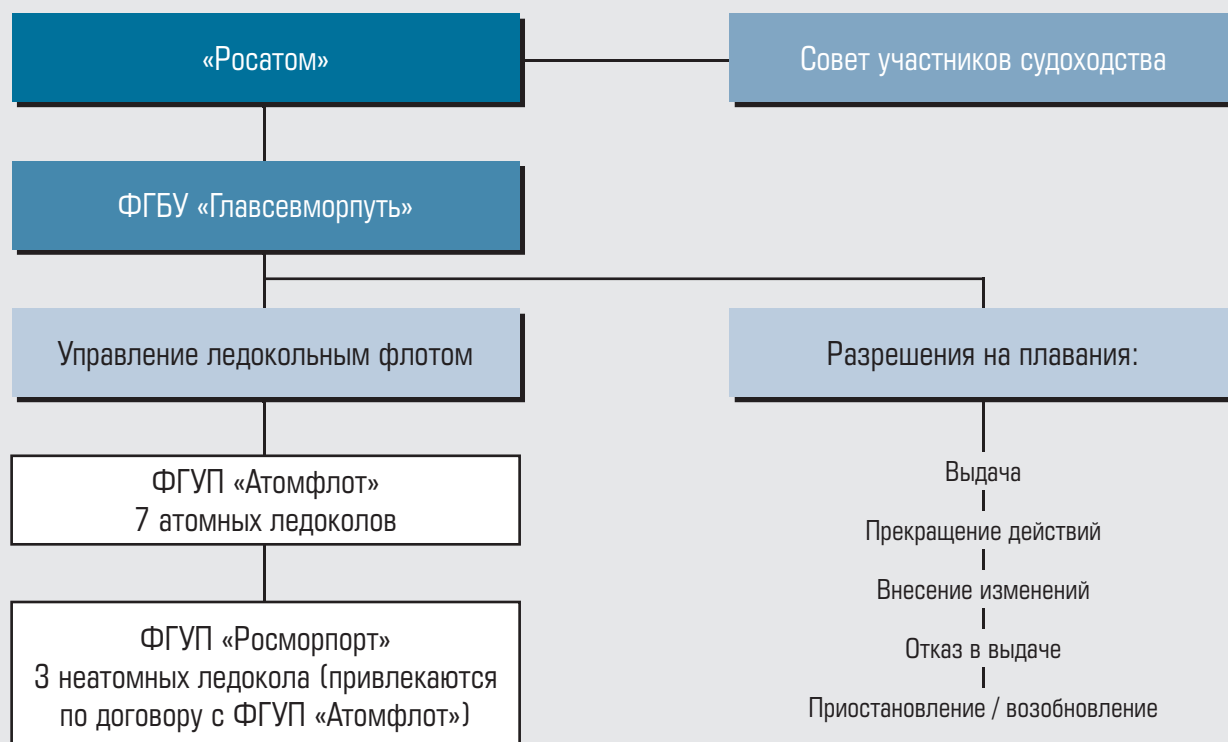 «Росатом»
Совет участников судоходства
ФГБУ «Главсевморпуть»
Управление ледокольным флотом
Разрешения на плавания:
ФГУП «Атомфлот»
7 атомных ледоколов
ФГУП «Росморпорт»
3 неатомных ледокола (привлекаются
по договору с ФГУП «Атомфлот»)
Выдача
Прекращение действий
Внесение изменений
Отказ в выдаче
Приостановление / возобновление